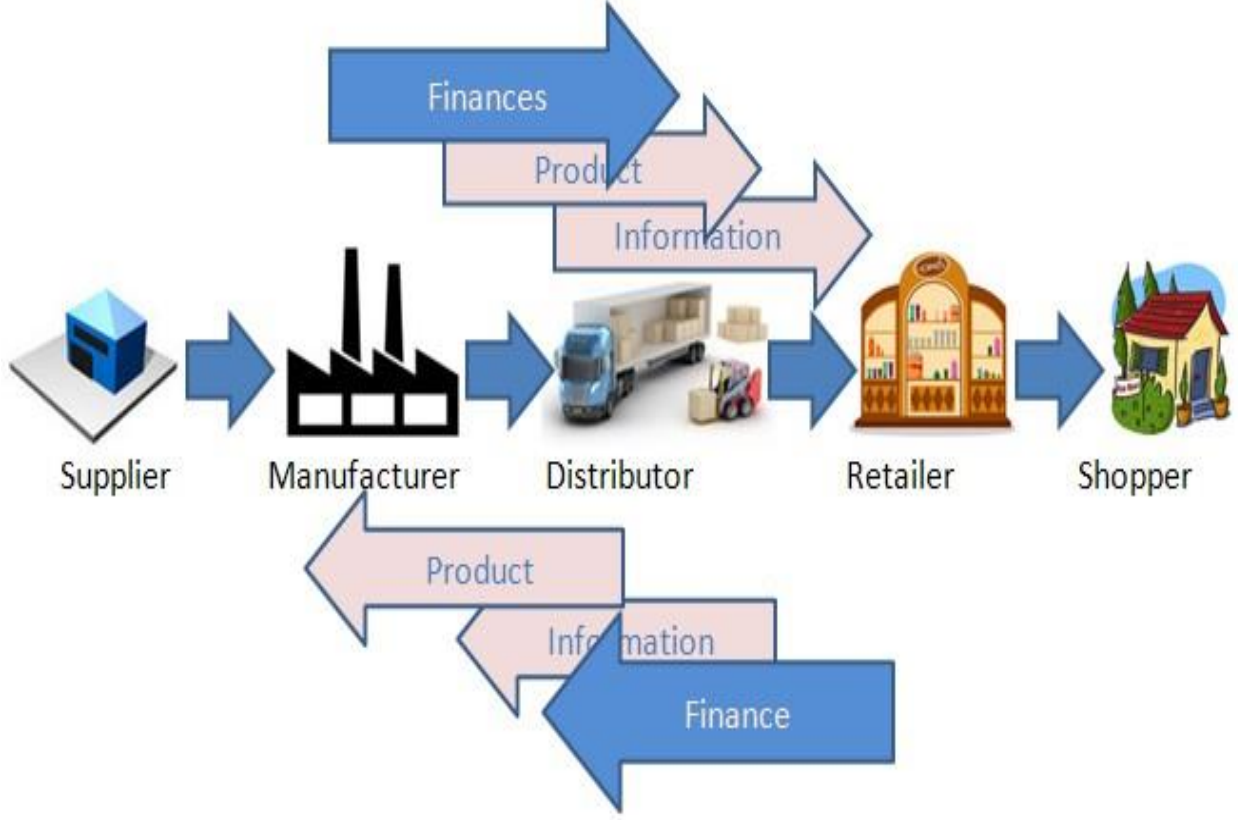 Finances
Product
Information
Supplier
Manufacturer
Distributor
Retailer
Shopper
Product
Information
Finance